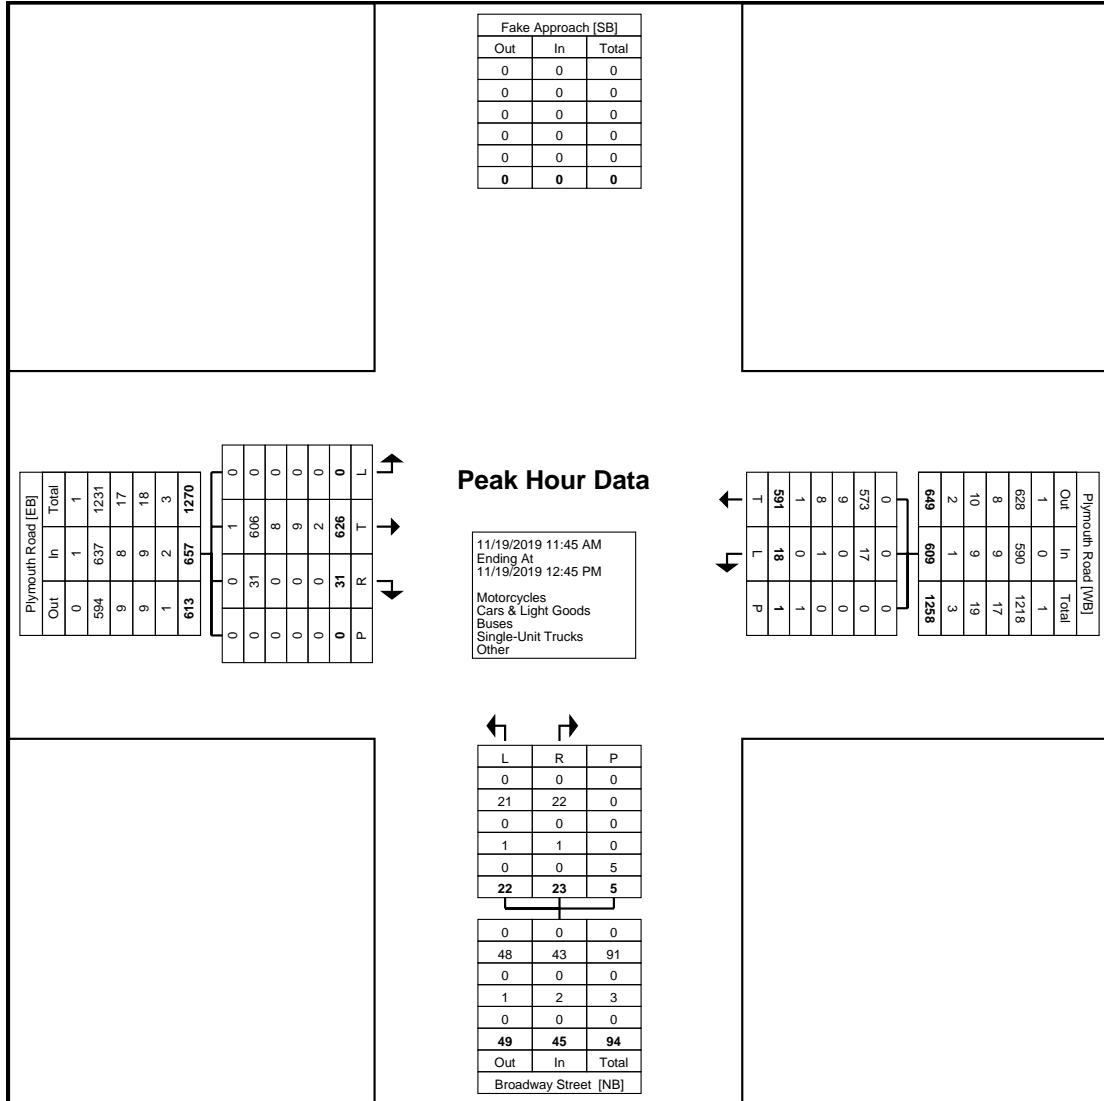 Fake Approach [SB]
Out In Total
0 0 0
0 0 0
0 0 0
0 0 0
0 0 0
0 0 0
Plymouth Road [EB]
Total 1 1231 17 18 3 1270
In 1 637 8 9 2 657
Out 0 594 9 9 1 613
0 0 0 0 0 0 L
1 606 8 9 2 626 T
0 31 0 0 0 31 R
0 0 0 0 0 0 P
Peak Hour Data
11/19/2019 11:45 AM
Ending At
11/19/2019 12:45 PM
Motorcycles
Cars & Light Goods
Buses
Single-Unit Trucks
Other
T 591 1 8 9 573 0
L 18 0 1 0 17 0
P 1 1 0 0 0 0
Plymouth Road [WB]
649 2 10 8 628 1 Out
609 1 9 9 590 0 In
1258 3 19 17 1218 1 Total
L R P
0 0 0
21 22 0
0 0 0
1 1 0
0 0 5
22 23 5
0 0 0
48 43 91
0 0 0
1 2 3
0 0 0
49 45 94
Out In Total
Broadway Street [NB]